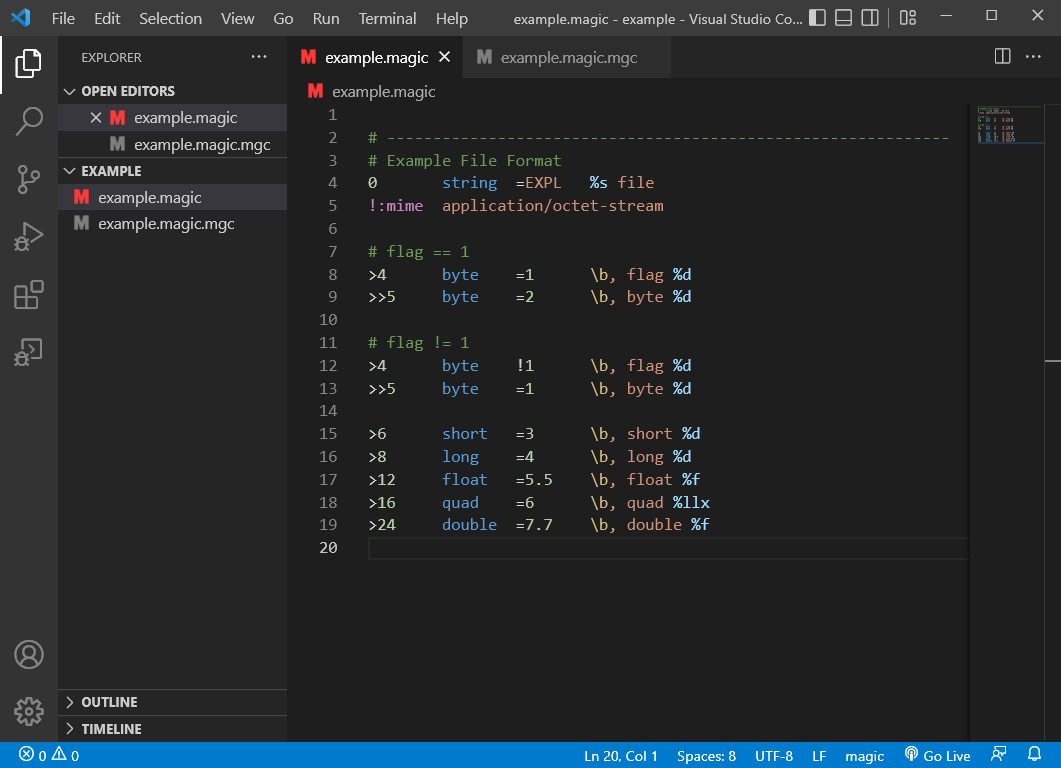 File Edit Selection View Go Run Terminal Help example.magic - example - Visual Studio Co...
EXPLORER
OPEN EDITORS
M example.magic
M example.magic.mgc
EXAMPLE
M example.magic
M example.magic.mgc
OUTLINE
TIMELINE
M example.magic M example.magic.mgc
M example.magic
1
2 # -------------------------------------------------------------
3 # Example File Format
4 0 string =EXPL %s file
5 !:mime application/octet-stream
6
7 # flag == 1
8 >4 byte =1 \b, flag %d
9 >>5 byte =2 \b, byte %d
10
11 # flag != 1
12 >4 byte !1 \b, flag %d
13 >>5 byte =1 \b, byte %d
14
15 >6 short =3 \b, short %d
16 >8 long =4 \b, long %d
17 >12 float =5.5 \b, float %f
18 >16 quad =6 \b, quad %llx
19 >24 double =7.7 \b, double %f
20
0 0 Ln 20, Col 1 Spaces: 8 UTF-8 LF magic Go Live